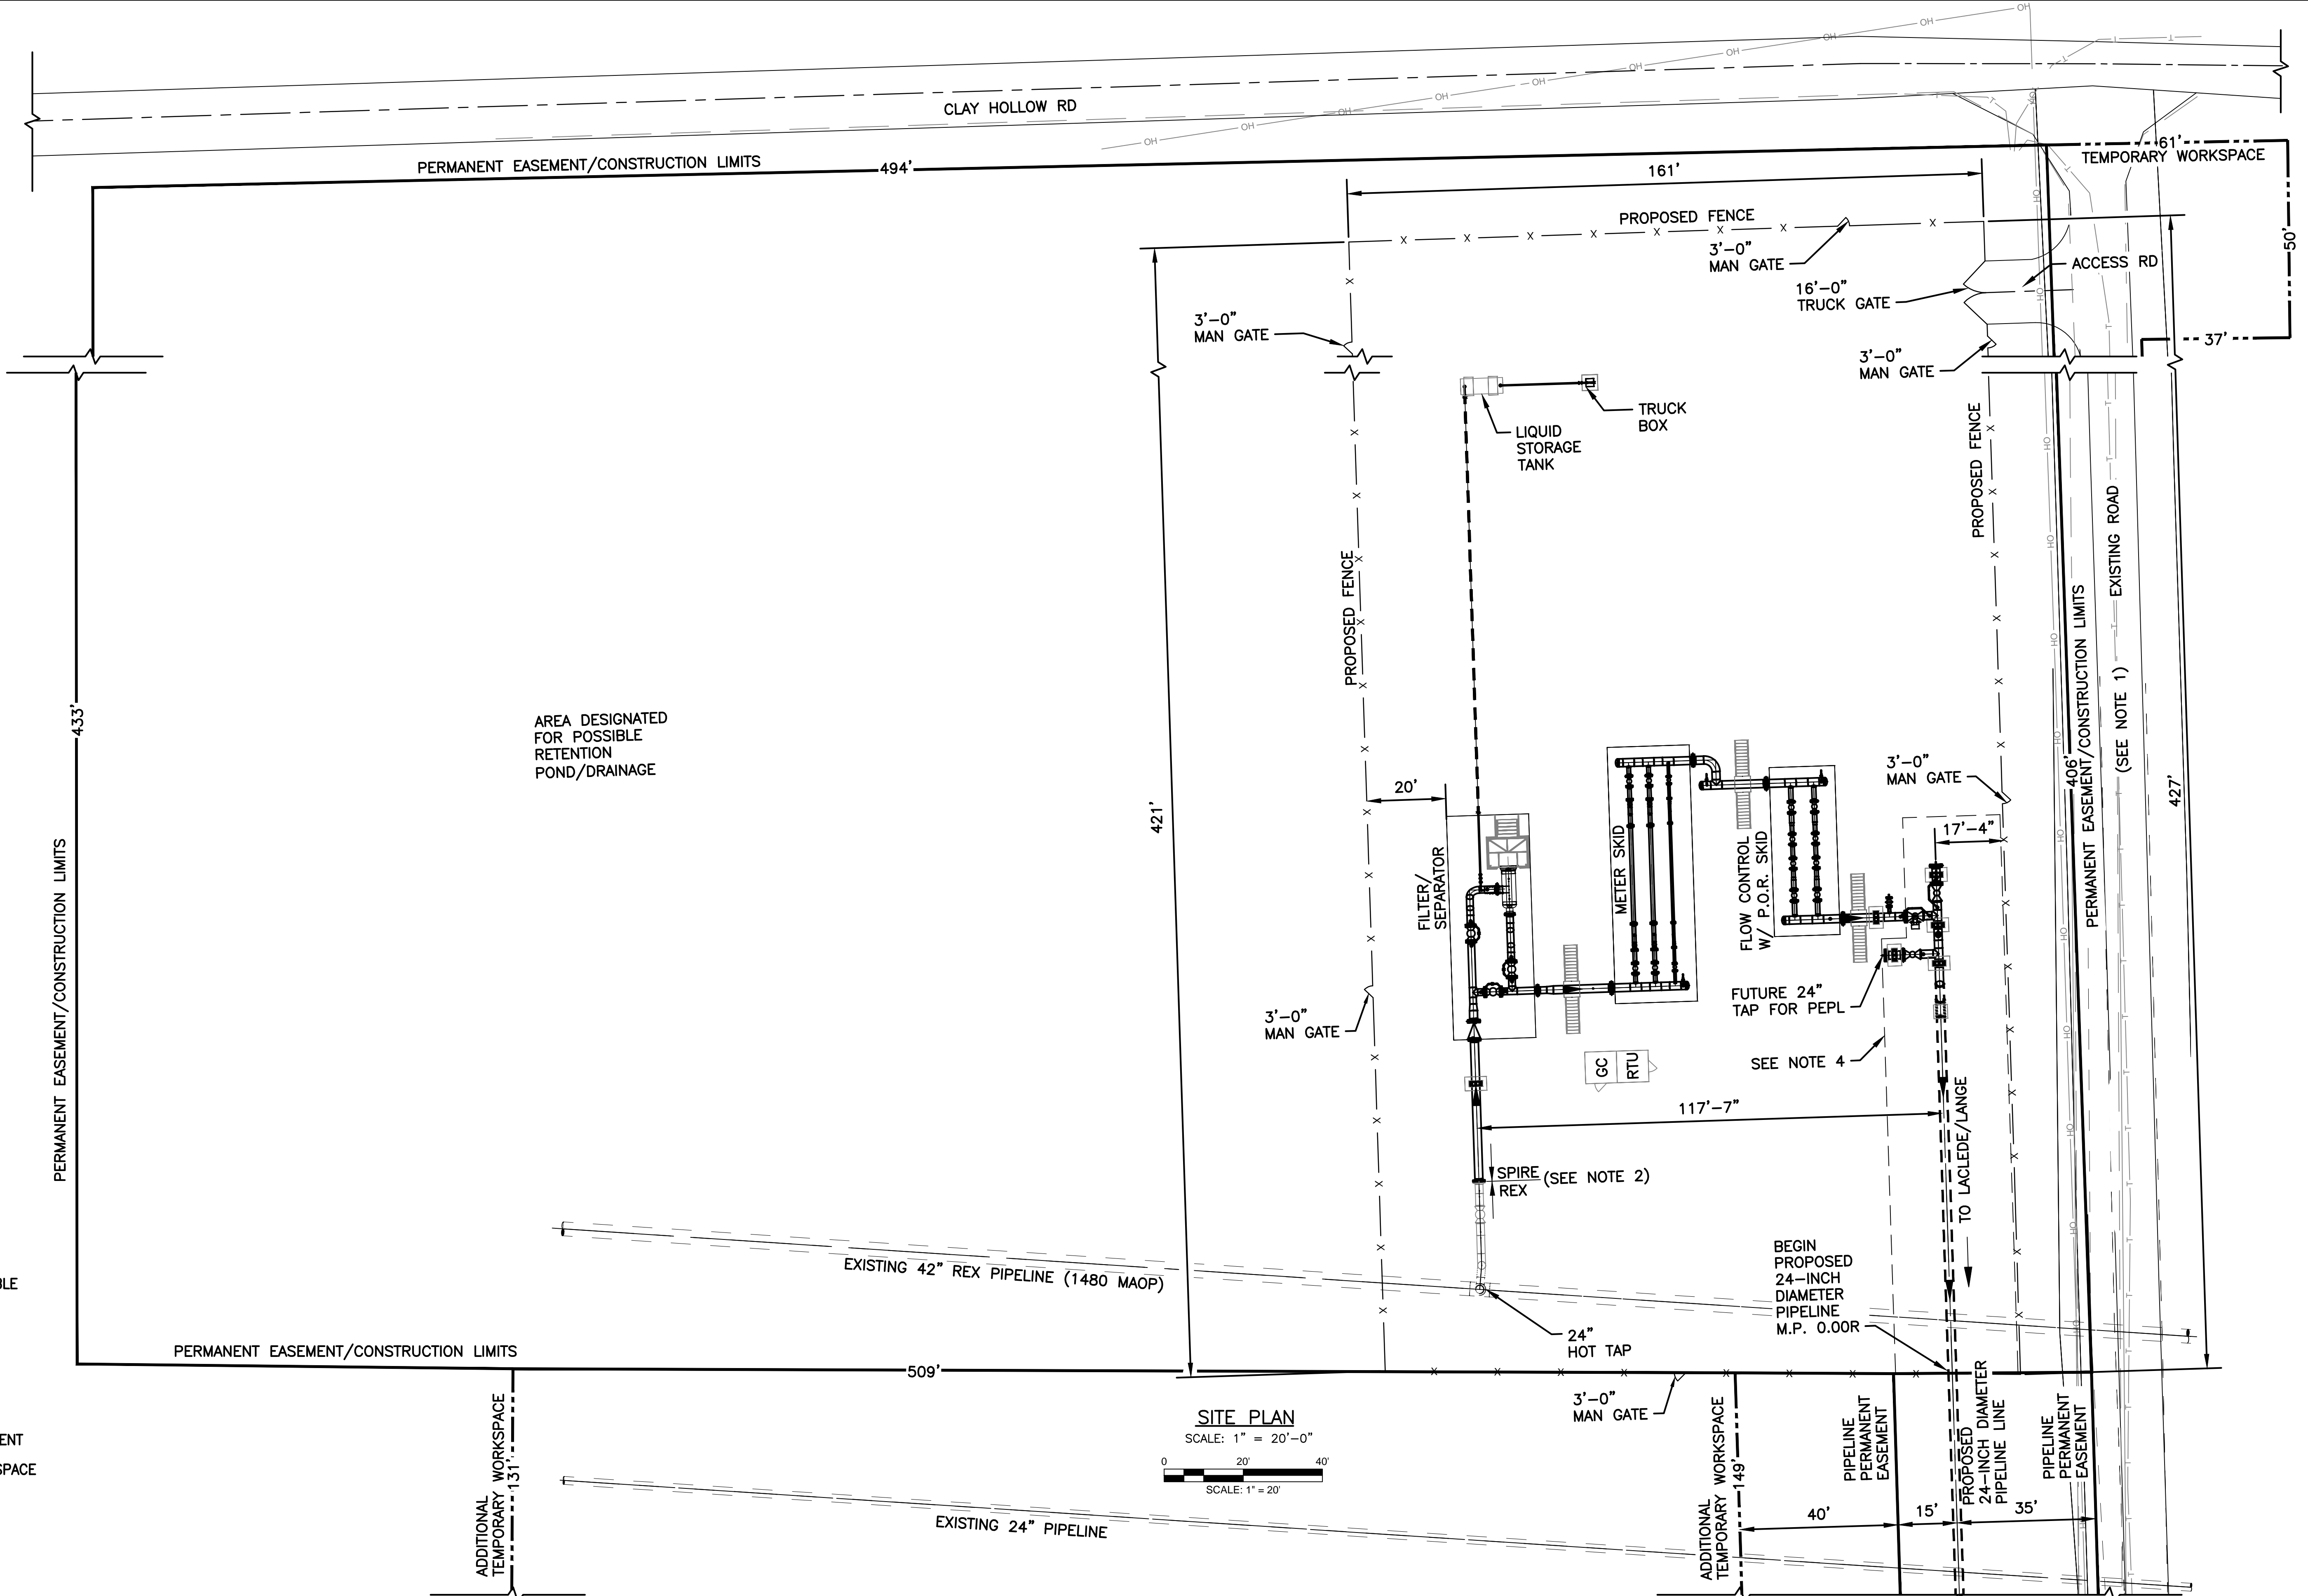 CLAY HOLLOW RD
PERMANENT EASEMENT/CONSTRUCTION LIMITS
494'
61'
TEMPORARY WORKSPACE
50'
37'
161'
PROPOSED FENCE
3'-0"
MAN GATE
16'-0"
TRUCK GATE
ACCESS RD
3'-0"
MAN GATE
3'-0"
MAN GATE
TRUCK
BOX
LIQUID
STORAGE
TANK
PROPOSED FENCE
PROPOSED FENCE
EXISTING ROAD
(SEE NOTE 1)
PERMANENT EASEMENT/CONSTRUCTION LIMITS
406'
427'
421'
433'
PERMANENT EASEMENT/CONSTRUCTION LIMITS
AREA DESIGNATED
FOR POSSIBLE
RETENTION
POND/DRAINAGE
20'
FILTER/
SEPARATOR
METER SKID
FLOW CONTROL
W/ P.O.R. SKID
3'-0"
MAN GATE
17'-4"
FUTURE 24"
TAP FOR PEPL
SEE NOTE 4
3'-0"
MAN GATE
GC
RTU
117'-7"
TO LACLEDE/LANGE
SPIRE
REX
(SEE NOTE 2)
BEGIN
PROPOSED
24-INCH
DIAMETER
PIPELINE
M.P. 0.00R
EXISTING 42" REX PIPELINE (1480 MAOP)
24"
HOT TAP
PERMANENT EASEMENT/CONSTRUCTION LIMITS
509'
3'-0"
MAN GATE
ADDITIONAL
TEMPORARY WORKSPACE
131'
SITE PLAN
SCALE: 1" = 20'-0"
0 20' 40'
SCALE: 1" = 20'
EXISTING 24" PIPELINE
ADDITIONAL
TEMPORARY WORKSPACE
149'
PIPELINE
PERMANENT
EASEMENT
PROPOSED
24-INCH DIAMETER
PIPELINE LINE
PIPELINE
PERMANENT
EASEMENT
40'
15'
35'